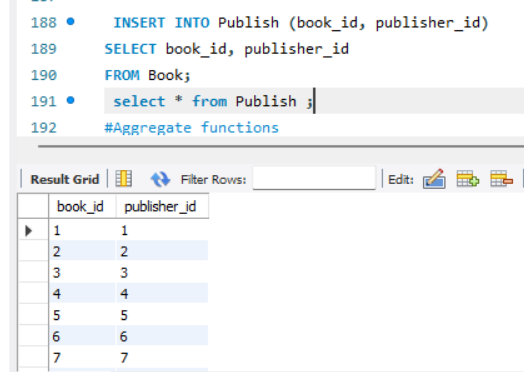 188 INSERT INTO Publish (book_id, publisher_id)
189 SELECT book_id, publisher_id
190 FROM Book;
191 select * from Publish ;
192 #Aggregate functions
Result Grid Filter Rows: Edit:
book_id publisher_id
1 1
2 2
3 3
4 4
5 5
6 6
7 7